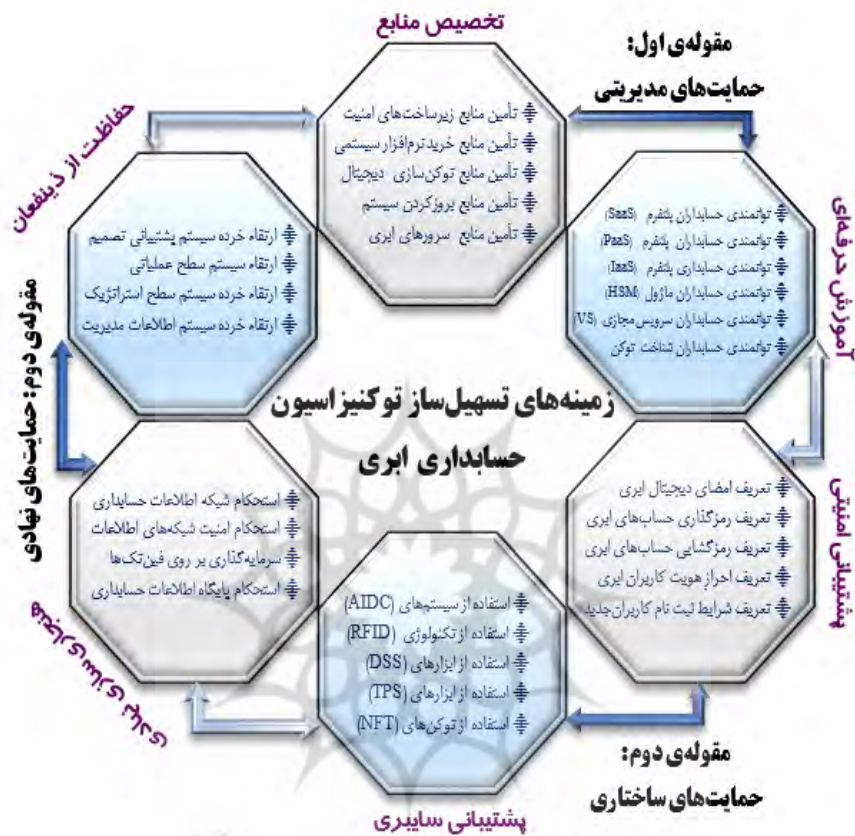 تخصیص منابع
تأمین منابع زیرساخت‌های امنیت
تأمین منابع خرید نرم‌افزار سیستمی
تأمین منابع توکن‌سازی دیجیتال
تأمین منابع بروزکردن سیستم
تأمین منابع سرورهای ابری
مقوله‌ی اول:
حمایت‌های مدیریتی
آموزش حرفه‌ای
توانمندی حسابداران پلتفرم (SaaS)
توانمندی حسابداران پلتفرم (PaaS)
توانمندی حسابداری پلتفرم (IaaS)
توانمندی حسابداران ماژول (HSM)
توانمندی حسابداران سرویس مجازی (VS)
توانمندی حسابداران شناخت توکن
حفاظت از ذینفعان
ارتقاء خرده سیستم پشتیبانی تصمیم
ارتقاء سیستم سطح عملیاتی
ارتقاء خرده سیستم سطح استراتژیک
ارتقاء خرده سیستم اطلاعات مدیریت
زمینه‌های تسهیل‌ساز توکنیزاسیون
حسابداری ابری
پشتیبانی امنیتی
تعریف امضای دیجیتال ابری
تعریف رمزگذاری حساب‌های ابری
تعریف رمزگشایی حساب‌های ابری
تعریف احراز هویت کاربران ابری
تعریف شرایط ثبت نام کاربران‌جدید
مقوله‌ی دوم: حمایت‌های نهادی
هنجاری سازی نهادی
استحکام شبکه اطلاعات حسابداری
استحکام امنیت شبکه‌های اطلاعات
سرمایه‌گذاری بر روی فین‌تک‌ها
استحکام پایگاه اطلاعات حسابداری
استفاده از سیستم‌های (AIDC)
استفاده از تکنولوژی (RFID)
استفاده از ابزارهای (DSS)
استفاده از ابزارهای (TPS)
استفاده از توکن‌های (NFT)
پشتیبانی سایبری
مقوله‌ی دوم:
حمایت‌های ساختاری